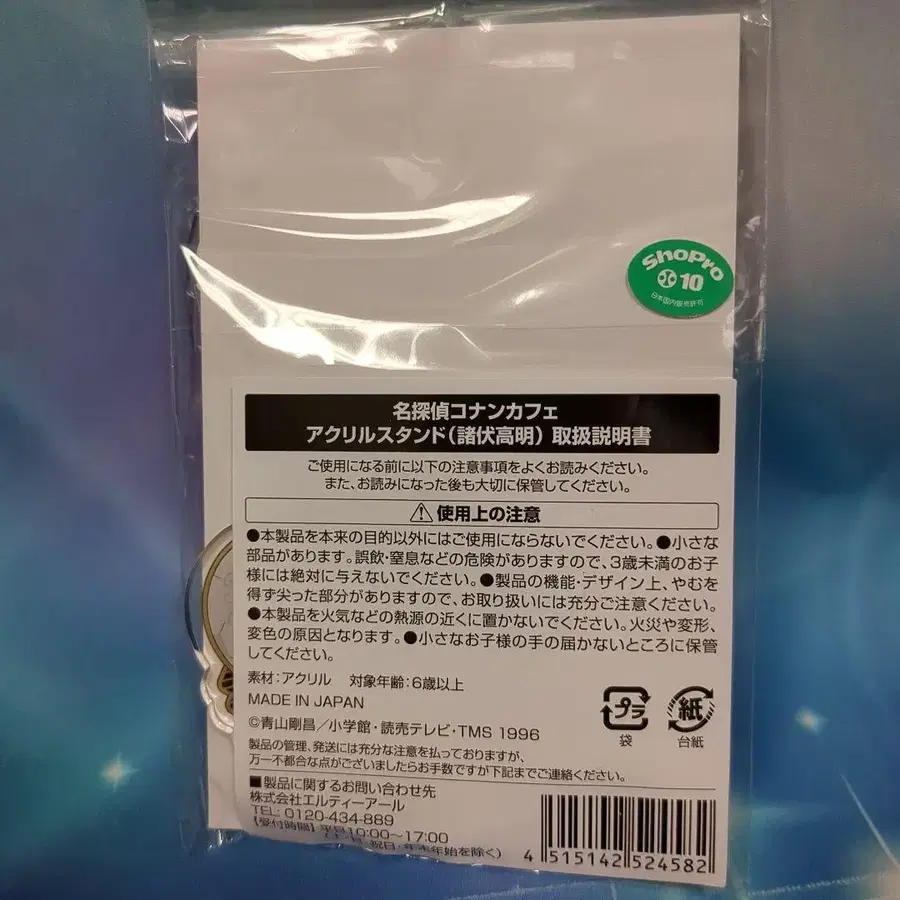 ShoPro
10
日本国内販売許可
名探偵コナンカフェ
アクリルスタンド(諸伏高明) 取扱説明書
ご使用になる前に以下の注意事項をよくお読みください。
また、お読みになった後も大切に保管してください。
使用上の注意
●本製品を本来の目的以外にはご使用にならないでください。●小さな
部品があります。誤飲・窒息などの危険がありますので、3歳未満のお子
様には絶対に与えないでください。●製品の機能・デザイン上、やむを
得ず尖った部分がありますので、お取り扱いには充分ご注意ください。
●本製品を火気などの熱源の近くに置かないでください。火災や変形、
変色の原因となります。●小さなお子様の手の届かないところに保管
してください。
素材:アクリル 対象年齢:6歳以上
MADE IN JAPAN
©青山剛昌/小学館・読売テレビ・TMS 1996
プラ
袋
紙
台紙
製品の管理、発送には充分な注意を払っておりますが、
万一不都合な点がございましたらお手数ですが下記までご連絡ください。
■製品に関するお問い合わせ先
株式会社エルティーアール
TEL: 0120-434-889
【受付時間】平日10:00〜17:00
祝日・年末年始を除く)
4 515142 524582